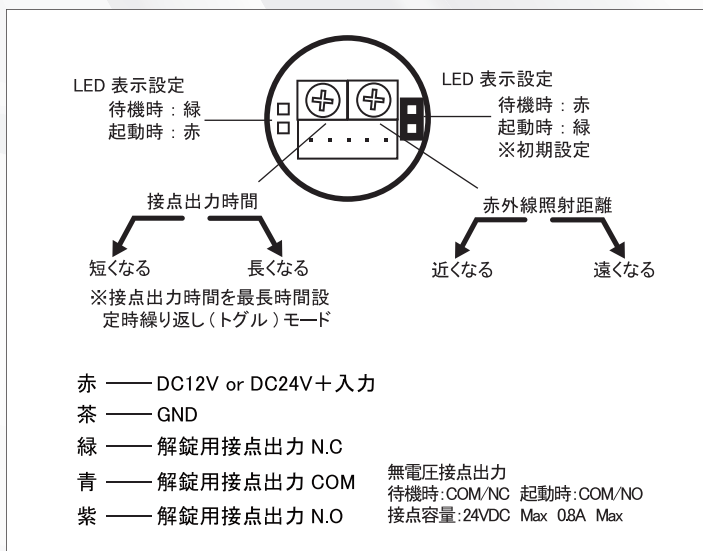 LED 表示設定
待機時 : 緑
起動時 : 赤
LED 表示設定
待機時 : 赤
起動時 : 緑
※初期設定
接点出力時間
短くなる
長くなる
※接点出力時間を最長時間設
定時繰り返し(トグル)モード
赤外線照射距離
近くなる
遠くなる
赤 ── DC12V or DC24V+入力
茶 ── GND
緑 ── 解錠用接点出力 N.C
青 ── 解錠用接点出力 COM
紫 ── 解錠用接点出力 N.O
無電圧接点出力
待機時:COM/NC 起動時:COM/NO
接点容量:24VDC Max 0.8A Max